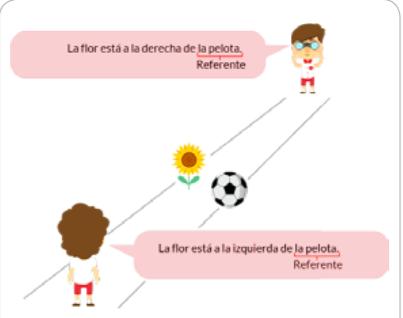 La flor está a la derecha de la pelota.
Referente
La flor está a la izquierda de la pelota.
Referente